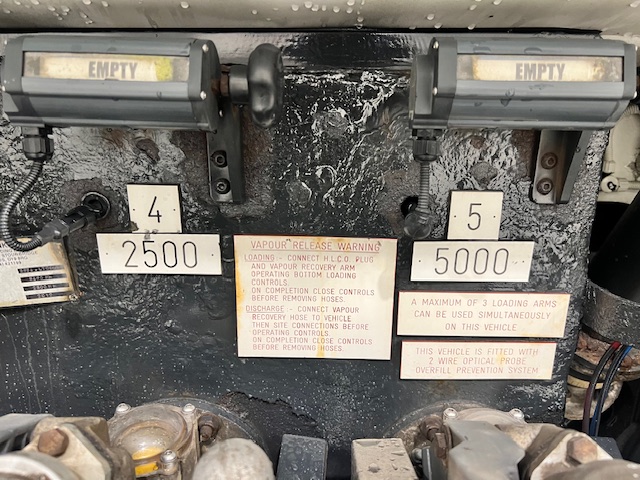 EMPTY
EMPTY
4
2500
5
5000
VAPOUR RELEASE WARNING
LOADING :- CONNECT H.L.C.O. PLUG
AND VAPOUR RECOVERY ARM
OPERATING BOTTOM LOADING
CONTROLS.
ON COMPLETION CLOSE CONTROLS
BEFORE REMOVING HOSES.
DISCHARGE :- CONNECT VAPOUR
RECOVERY HOSE TO VEHICLE
THEN SITE CONNECTIONS BEFORE
OPERATING CONTROLS.
ON COMPLETION CLOSE CONTROLS
BEFORE REMOVING HOSES.
A MAXIMUM OF 3 LOADING ARMS
CAN BE USED SIMULTANEOUSLY
ON THIS VEHICLE
THIS VEHICLE IS FITTED WITH
2 WIRE OPTICAL PROBE
OVERFILL PREVENTION SYSTEM